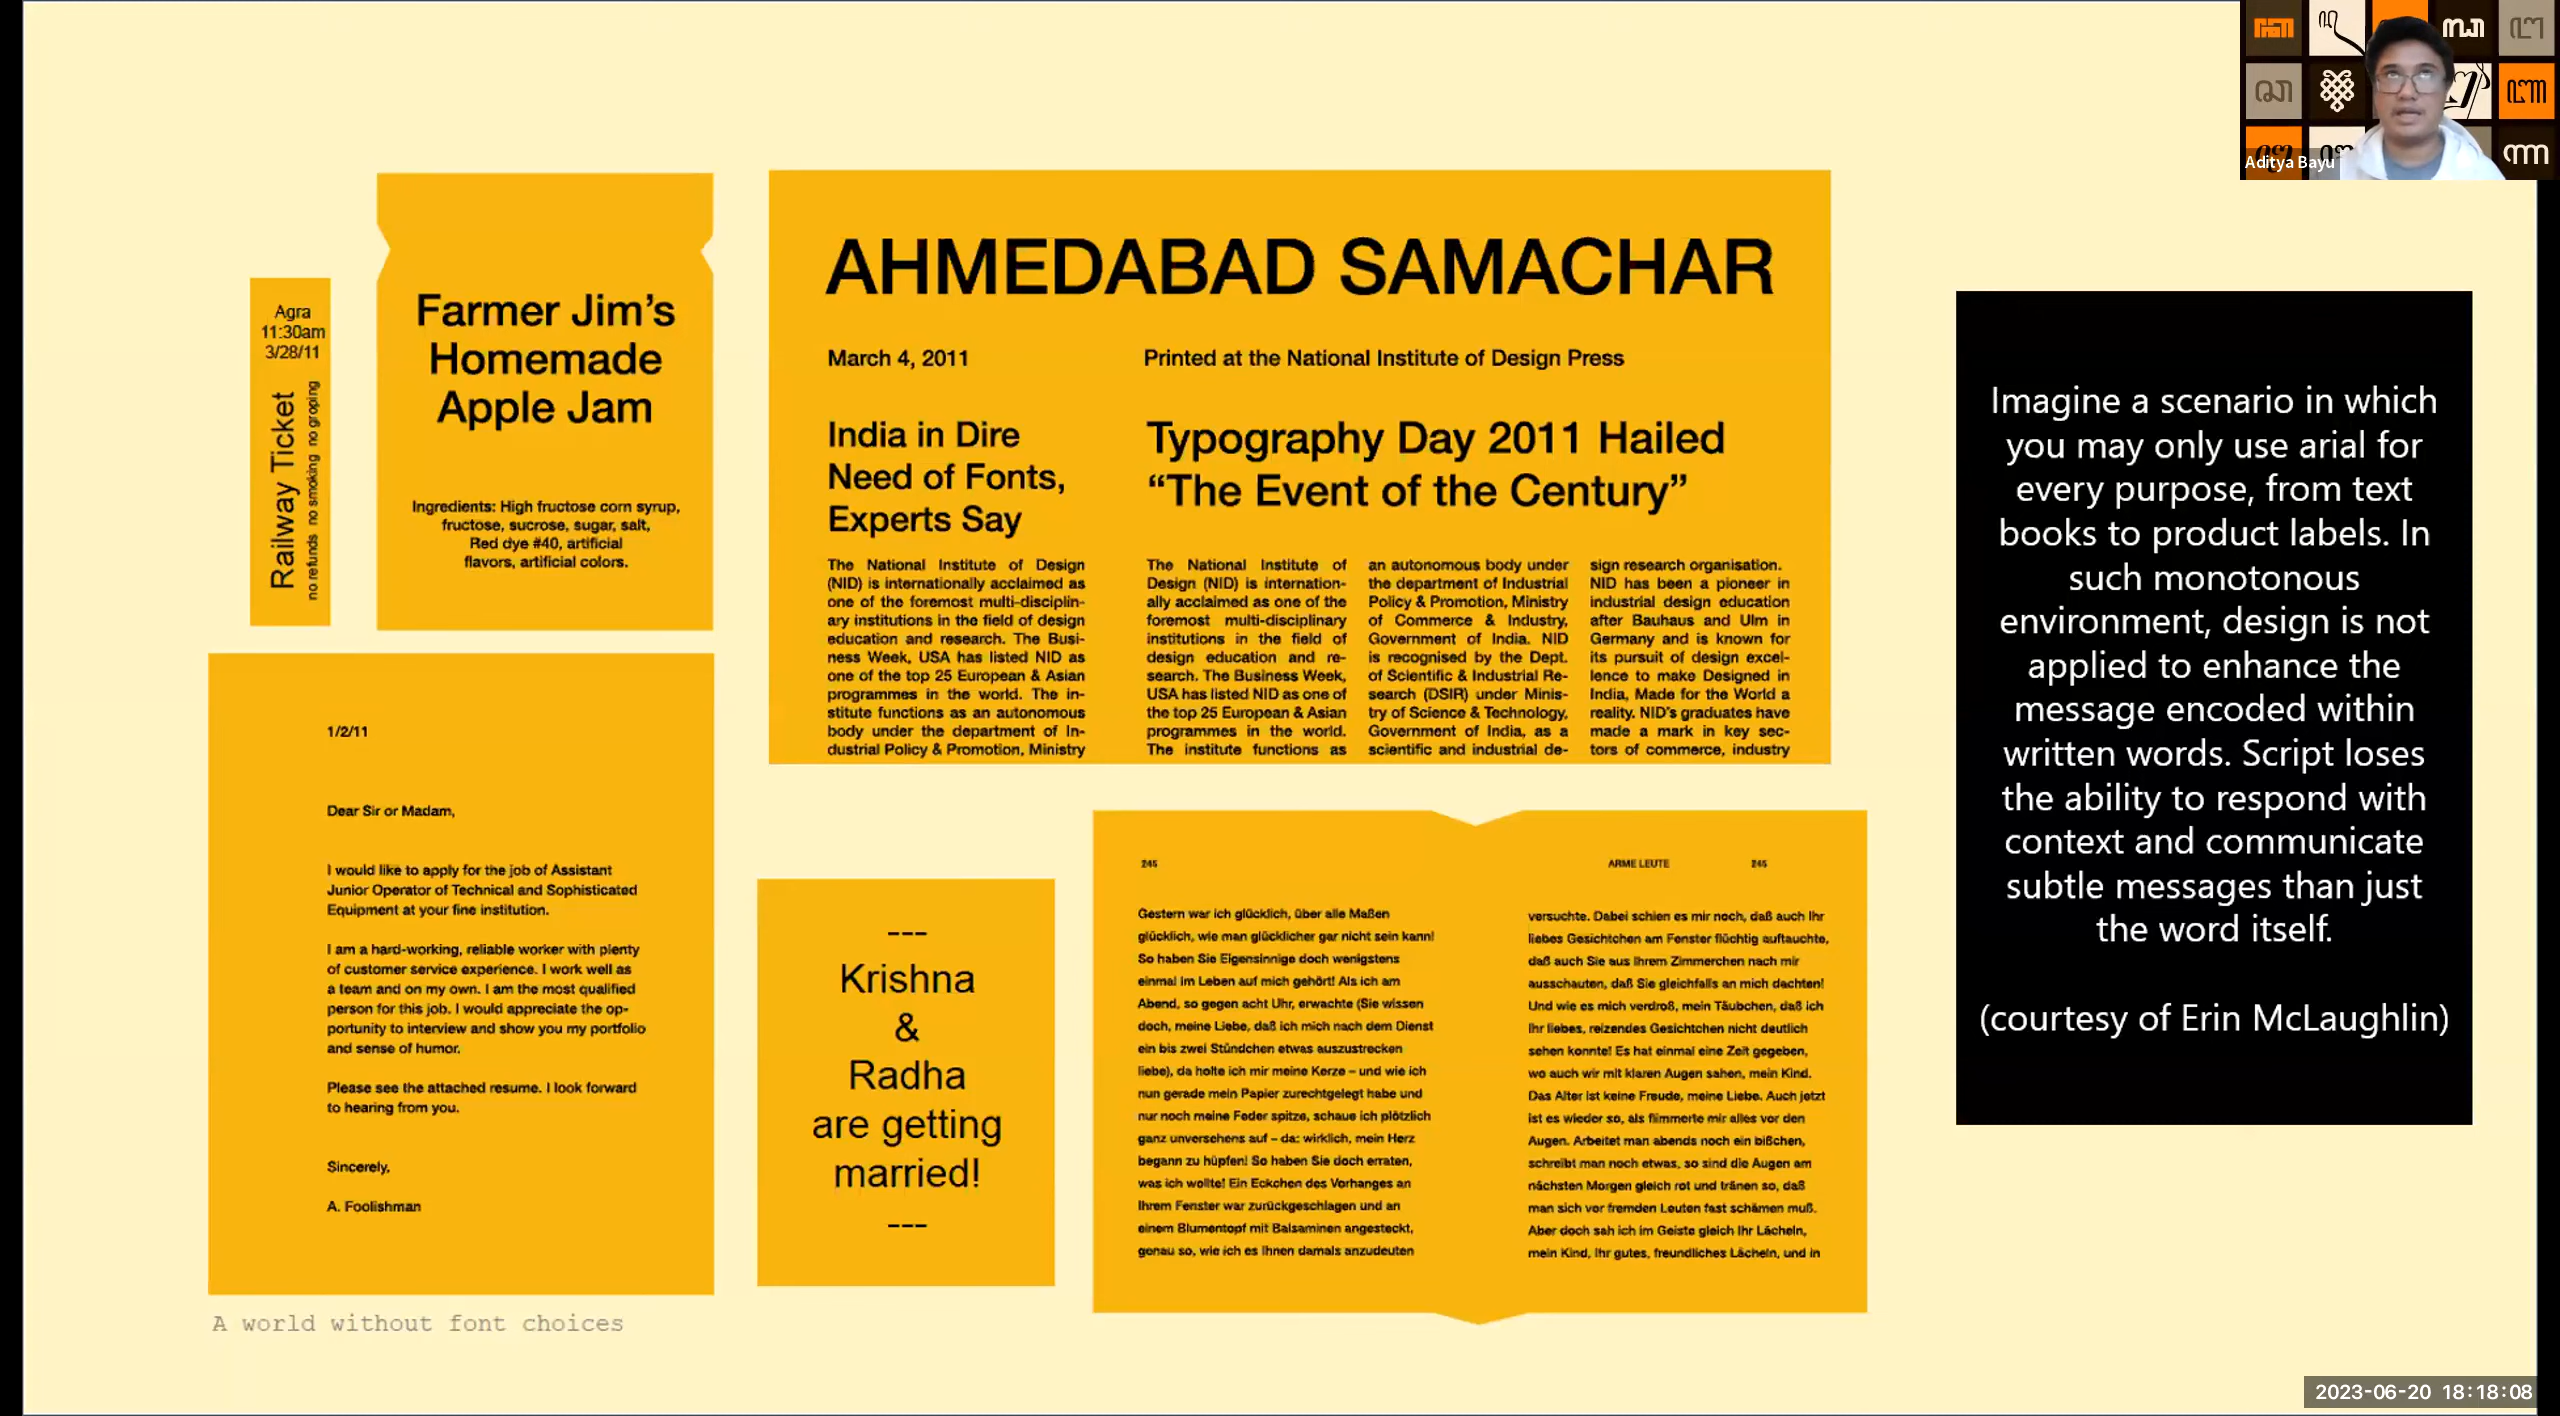 Agra
11:30am
3/28/11
Railway Ticket
no refunds no smoking no groping
Farmer Jim's
Homemade
Apple Jam
Ingredients: High fructose corn syrup,
fructose, sucrose, sugar, salt,
Red dye #40, artificial
flavors, artificial colors.
AHMEDABAD SAMACHAR
March 4, 2011
Printed at the National Institute of Design Press
India in Dire
Need of Fonts,
Experts Say
The National Institute of Design
(NID) is internationally acclaimed as
one of the foremost multi-disciplin-
ary institutions in the field of design
education and research. The Busi-
ness Week, USA has listed NID as
one of the top 25 European & Asian
programmes in the world. The in-
stitute functions as an autonomous
body under the department of In-
dustrial Policy & Promotion, Ministry
Typography Day 2011 Hailed
“The Event of the Century”
The National Institute of
Design (NID) is internation-
ally acclaimed as one of the
foremost multi-disciplinary
institutions in the field of
design education and re-
search. The Business Week,
USA has listed NID as one of
the top 25 European & Asian
programmes in the world.
The institute functions as
an autonomous body under
the department of Industrial
Policy & Promotion, Ministry
of Commerce & Industry,
Government of India. NID
is recognised by the Dept.
of Scientific & Industrial Re-
search (DSIR) under Minis-
try of Science & Technology,
Government of India, as a
scientific and industrial de-
sign research organisation.
NID has been a pioneer in
industrial design education
after Bauhaus and Ulm in
Germany and is known for
its pursuit of design excel-
lence to make Designed in
India, Made for the World a
reality. NID's graduates have
made a mark in key sec-
tors of commerce, industry
1/2/11
Dear Sir or Madam,
I would like to apply for the job of Assistant
Junior Operator of Technical and Sophisticated
Equipment at your fine institution.
I am a hard-working, reliable worker with plenty
of customer service experience. I work well as
a team and on my own. I am the most qualified
person for this job. I would appreciate the op-
portunity to interview and show you my portfolio
and sense of humor.
Please see the attached resume. I look forward
to hearing from you.
Sincerely,
A. Foolishman
---
Krishna
&
Radha
are getting
married!
---
245
Gestern war ich glücklich, über alle Maßen
glücklich, wie man glücklicher gar nicht sein kann!
So haben Sie Eigensinnige doch wenigstens
einmal im Leben auf mich gehört! Als ich am
Abend, so gegen acht Uhr, erwachte (Sie wissen
doch, meine Liebe, daß ich mich nach dem Dienst
ein bis zwei Stündchen etwas auszustrecken
liebe), da holte ich mir meine Kerze – und wie ich
nun gerade mein Papier zurechtgelegt habe und
nur noch meine Feder spitze, schaue ich plötzlich
ganz unversehens auf – da: wirklich, mein Herz
begann zu hüpfen! So haben Sie doch erraten,
was ich wollte! Ein Eckchen des Vorhanges an
Ihrem Fenster war zurückgeschlagen und an
einem Blumentopf mit Balsaminen angesteckt,
genau so, wie ich es Ihnen damals anzudeuten
ARME LEUTE 245
versuchte. Dabei schien es mir noch, daß auch Ihr
liebes Gesichtchen am Fenster flüchtig auftauchte,
daß auch Sie aus Ihrem Zimmerchen nach mir
ausschauten, daß Sie gleichfalls an mich dachten!
Und wie es mich verdroß, mein Täubchen, daß ich
Ihr liebes, reizendes Gesichtchen nicht deutlich
sehen konnte! Es hat einmal eine Zeit gegeben,
wo auch wir mit klaren Augen sahen, mein Kind.
Das Alter ist keine Freude, meine Liebe. Auch jetzt
ist es wieder so, als flimmerte mir alles vor den
Augen. Arbeitet man abends noch ein bißchen,
schreibt man noch etwas, so sind die Augen am
nächsten Morgen gleich rot und tränen so, daß
man sich vor fremden Leuten fast schämen muß.
Aber doch sah ich im Geiste gleich Ihr Lächeln,
mein Kind, Ihr gutes, freundliches Lächeln, und in
A world without font choices
Imagine a scenario in which
you may only use arial for
every purpose, from text
books to product labels. In
such monotonous
environment, design is not
applied to enhance the
message encoded within
written words. Script loses
the ability to respond with
context and communicate
subtle messages than just
the word itself.
(courtesy of Erin McLaughlin)
Aditya Bayu
2023-06-20 18:18:08